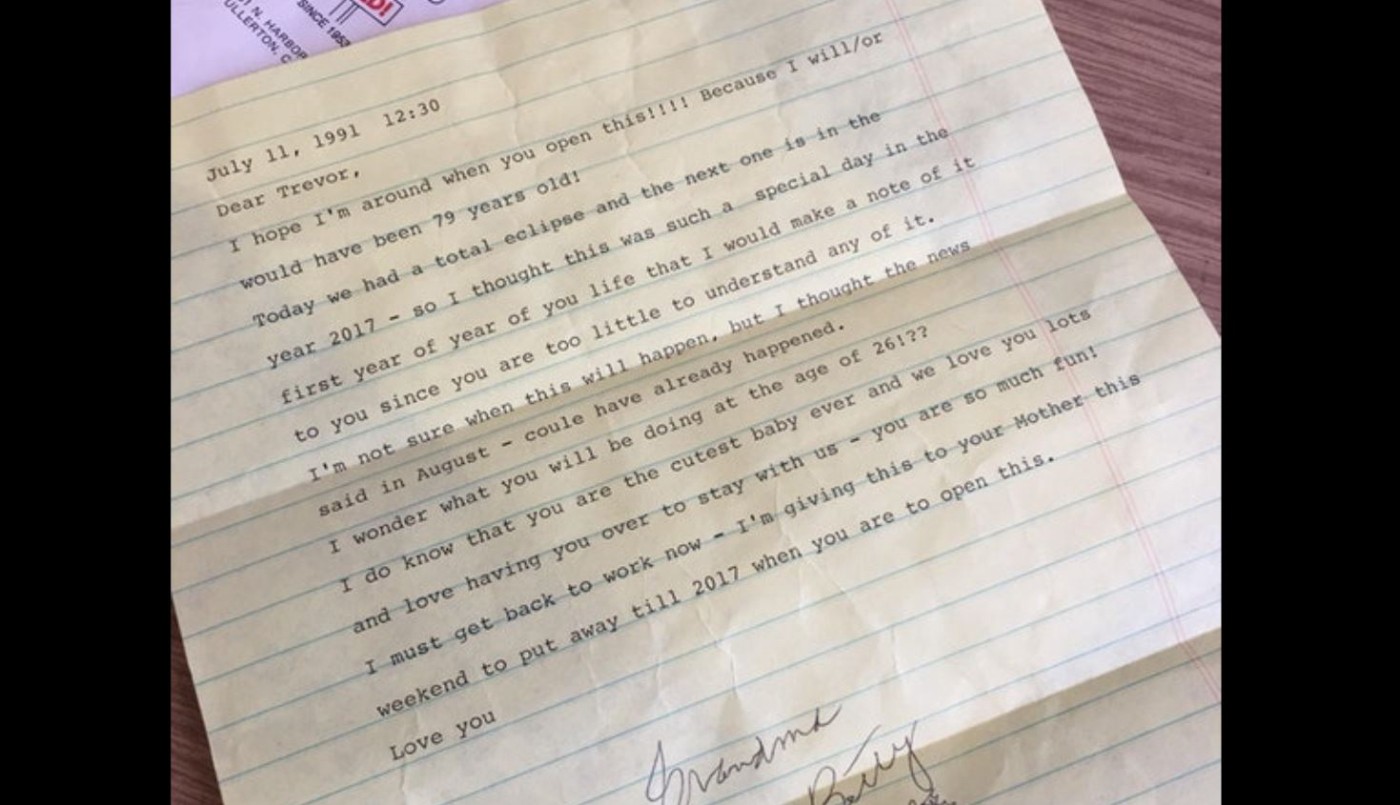 SINCE 1952
N. HARBOR
ULLERTON, C
July 11, 1991 12:30
Dear Trevor,
I hope I'm around when you open this!!!! Because I will/or
would have been 79 years old!
Today we had a total eclipse and the next one is in the
year 2017 - so I thought this was such a special day in the
first year of year of you life that I would make a note of it
to you since you are too little to understand any of it.
I'm not sure when this will happen, but I thought the news
said in August - coule have already happened.
I wonder what you will be doing at the age of 26!??
I do know that you are the cutest baby ever and we love you lots
and love having you over to stay with us - you are so much fun!
I must get back to work now - I'm giving this to your Mother this
weekend to put away till 2017 when you are to open this.
Love you
Grandma
Betty